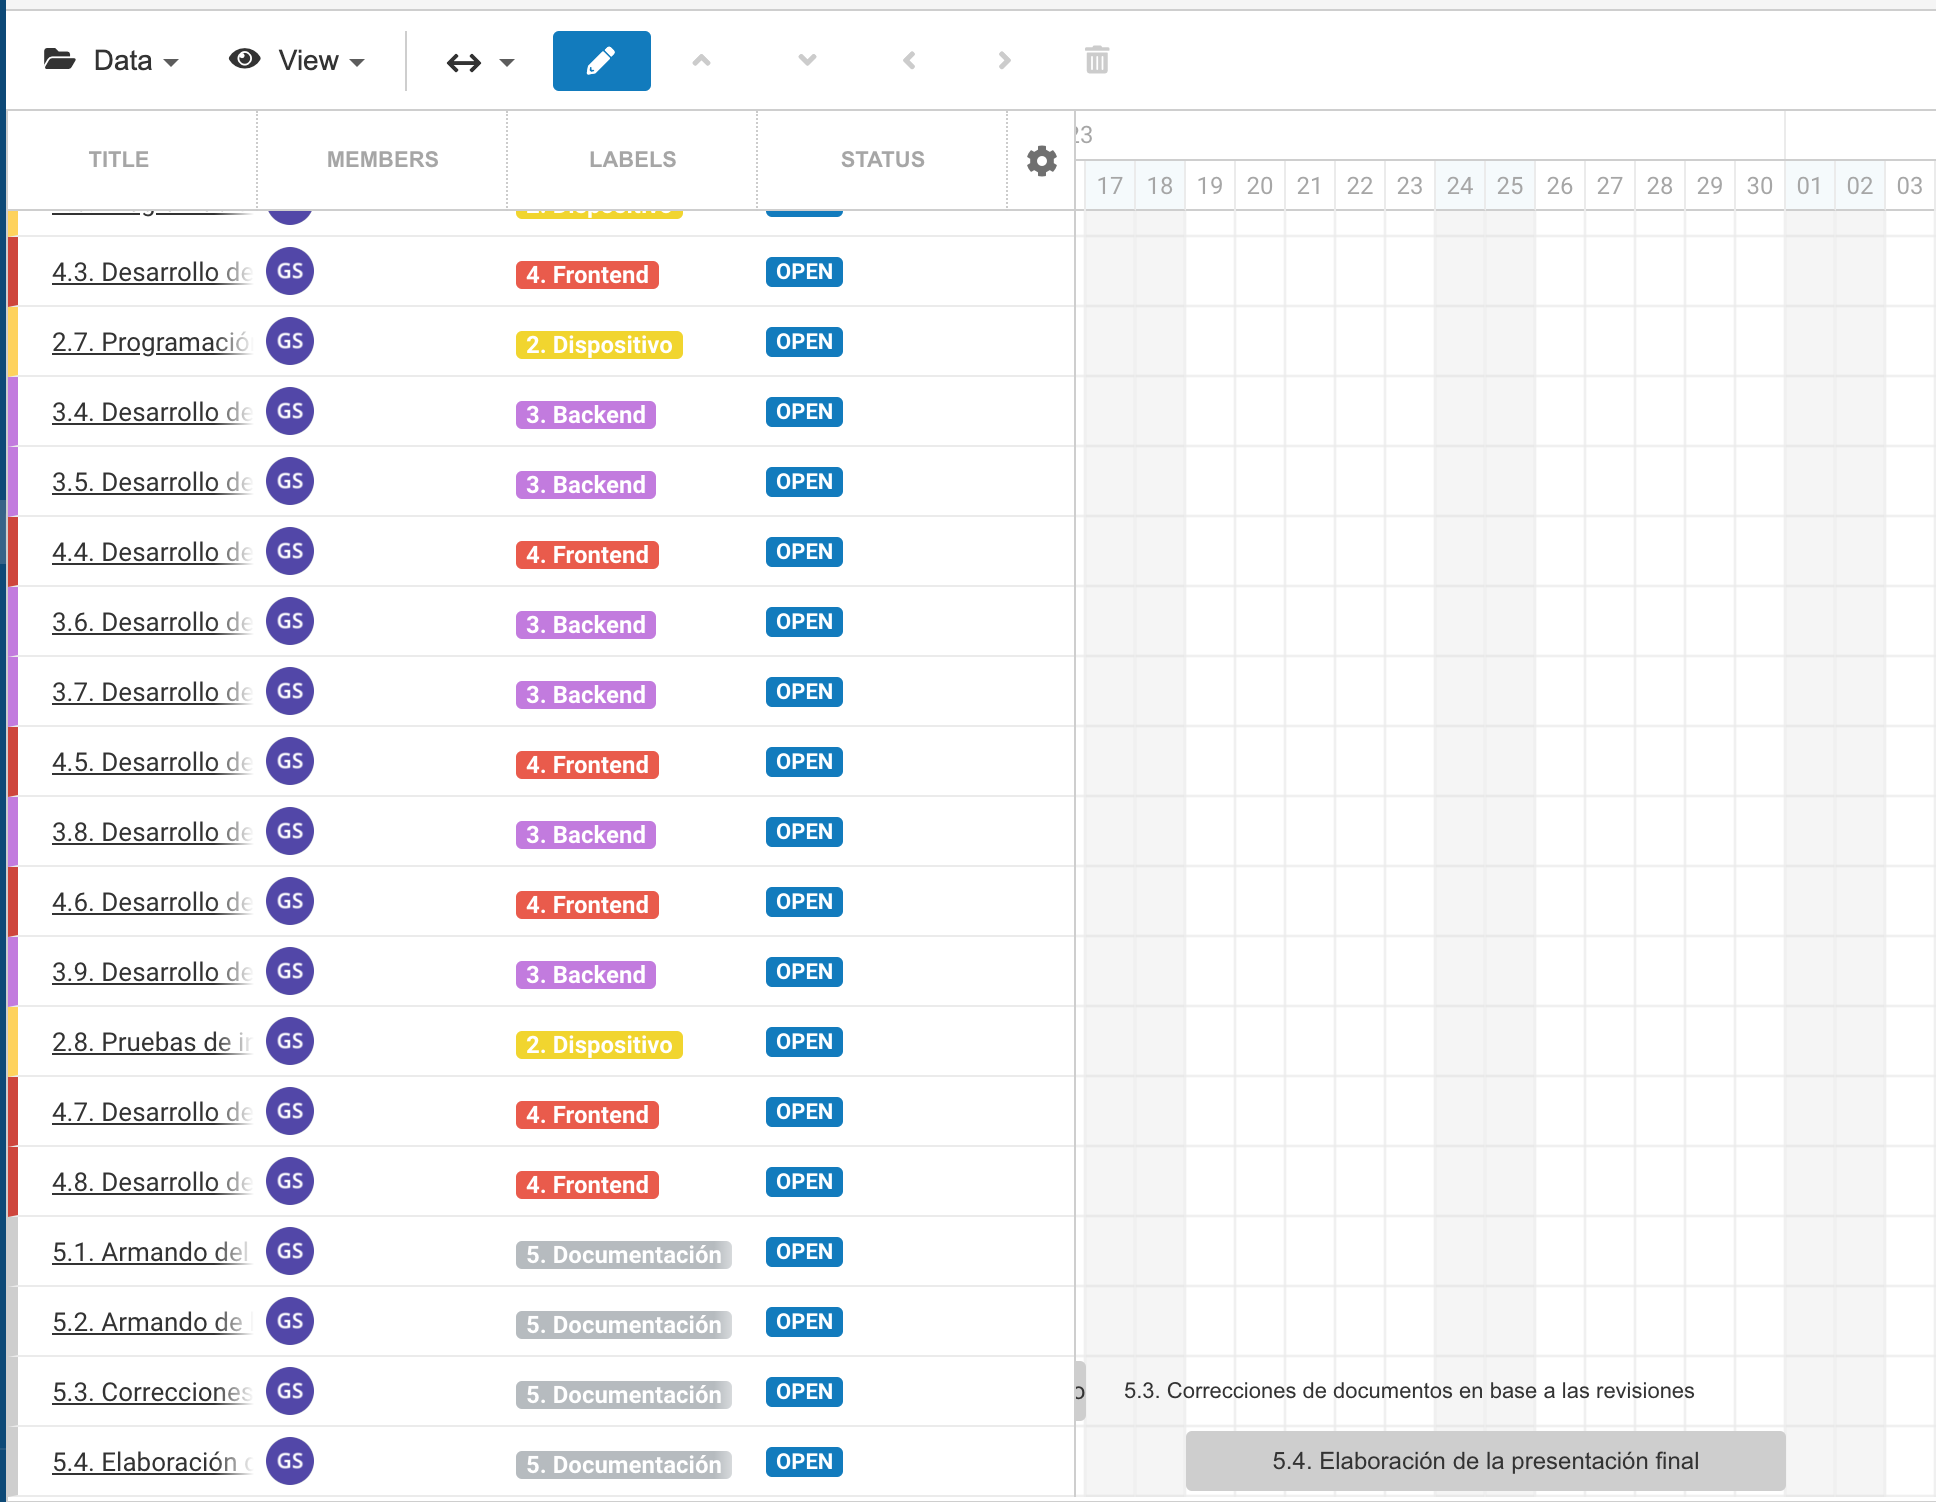 Data View
TITLE MEMBERS LABELS STATUS
17 18 19 20 21 22 23 24 25 26 27 28 29 30 01 02 03
2. Dispositivo
4.3. Desarrollo de GS 4. Frontend OPEN
2.7. Programació GS 2. Dispositivo OPEN
3.4. Desarrollo de GS 3. Backend OPEN
3.5. Desarrollo de GS 3. Backend OPEN
4.4. Desarrollo de GS 4. Frontend OPEN
3.6. Desarrollo de GS 3. Backend OPEN
3.7. Desarrollo de GS 3. Backend OPEN
4.5. Desarrollo de GS 4. Frontend OPEN
3.8. Desarrollo de GS 3. Backend OPEN
4.6. Desarrollo de GS 4. Frontend OPEN
3.9. Desarrollo de GS 3. Backend OPEN
2.8. Pruebas de in GS 2. Dispositivo OPEN
4.7. Desarrollo de GS 4. Frontend OPEN
4.8. Desarrollo de GS 4. Frontend OPEN
5.1. Armando del GS 5. Documentación OPEN
5.2. Armando de GS 5. Documentación OPEN
5.3. Correcciones GS 5. Documentación OPEN 5.3. Correcciones de documentos en base a las revisiones
5.4. Elaboración GS 5. Documentación OPEN 5.4. Elaboración de la presentación final